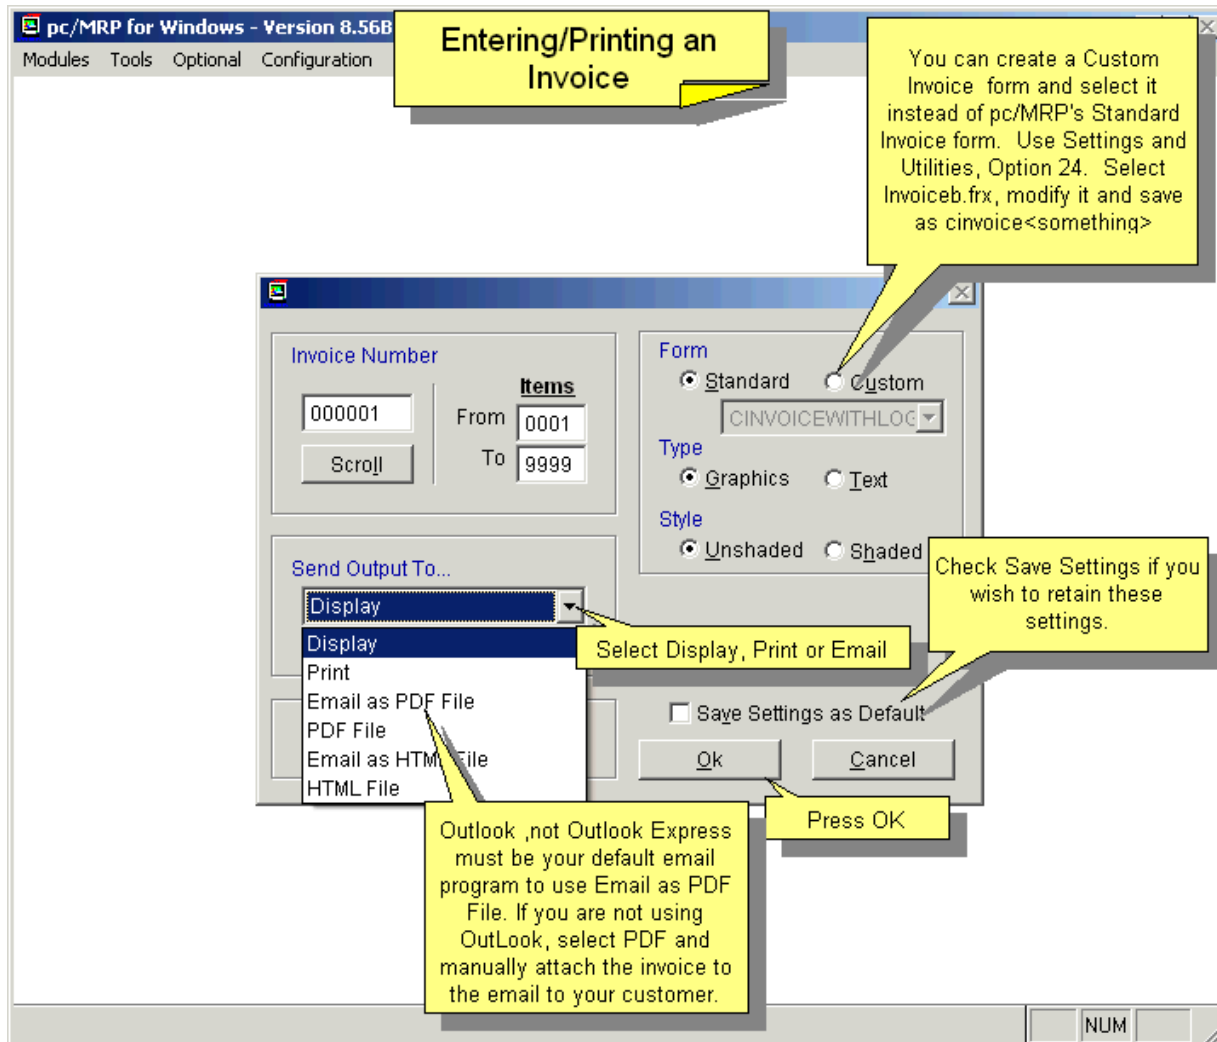 pc/MRP for Windows - Version 8.56B
Modules Tools Optional Configuration
Entering/Printing an
Invoice
You can create a Custom
Invoice form and select it
instead of pc/MRP's Standard
Invoice form. Use Settings and
Utilities, Option 24. Select
Invoiceb.frx, modify it and save
as cinvoice<something>
Invoice Number
000001
Scroll
Items
From 0001
To 9999
Form
Standard Custom
CINVOICEWITHLOG
Type
Graphics Text
Style
Unshaded Shaded
Send Output To...
Display
Display
Print
Email as PDF File
PDF File
Email as HTML File
HTML File
Select Display, Print or Email
Check Save Settings if you
wish to retain these
settings.
Save Settings as Default
Ok Cancel
Press OK
Outlook ,not Outlook Express
must be your default email
program to use Email as PDF
File. If you are not using
OutLook, select PDF and
manually attach the invoice to
the email to your customer.
NUM